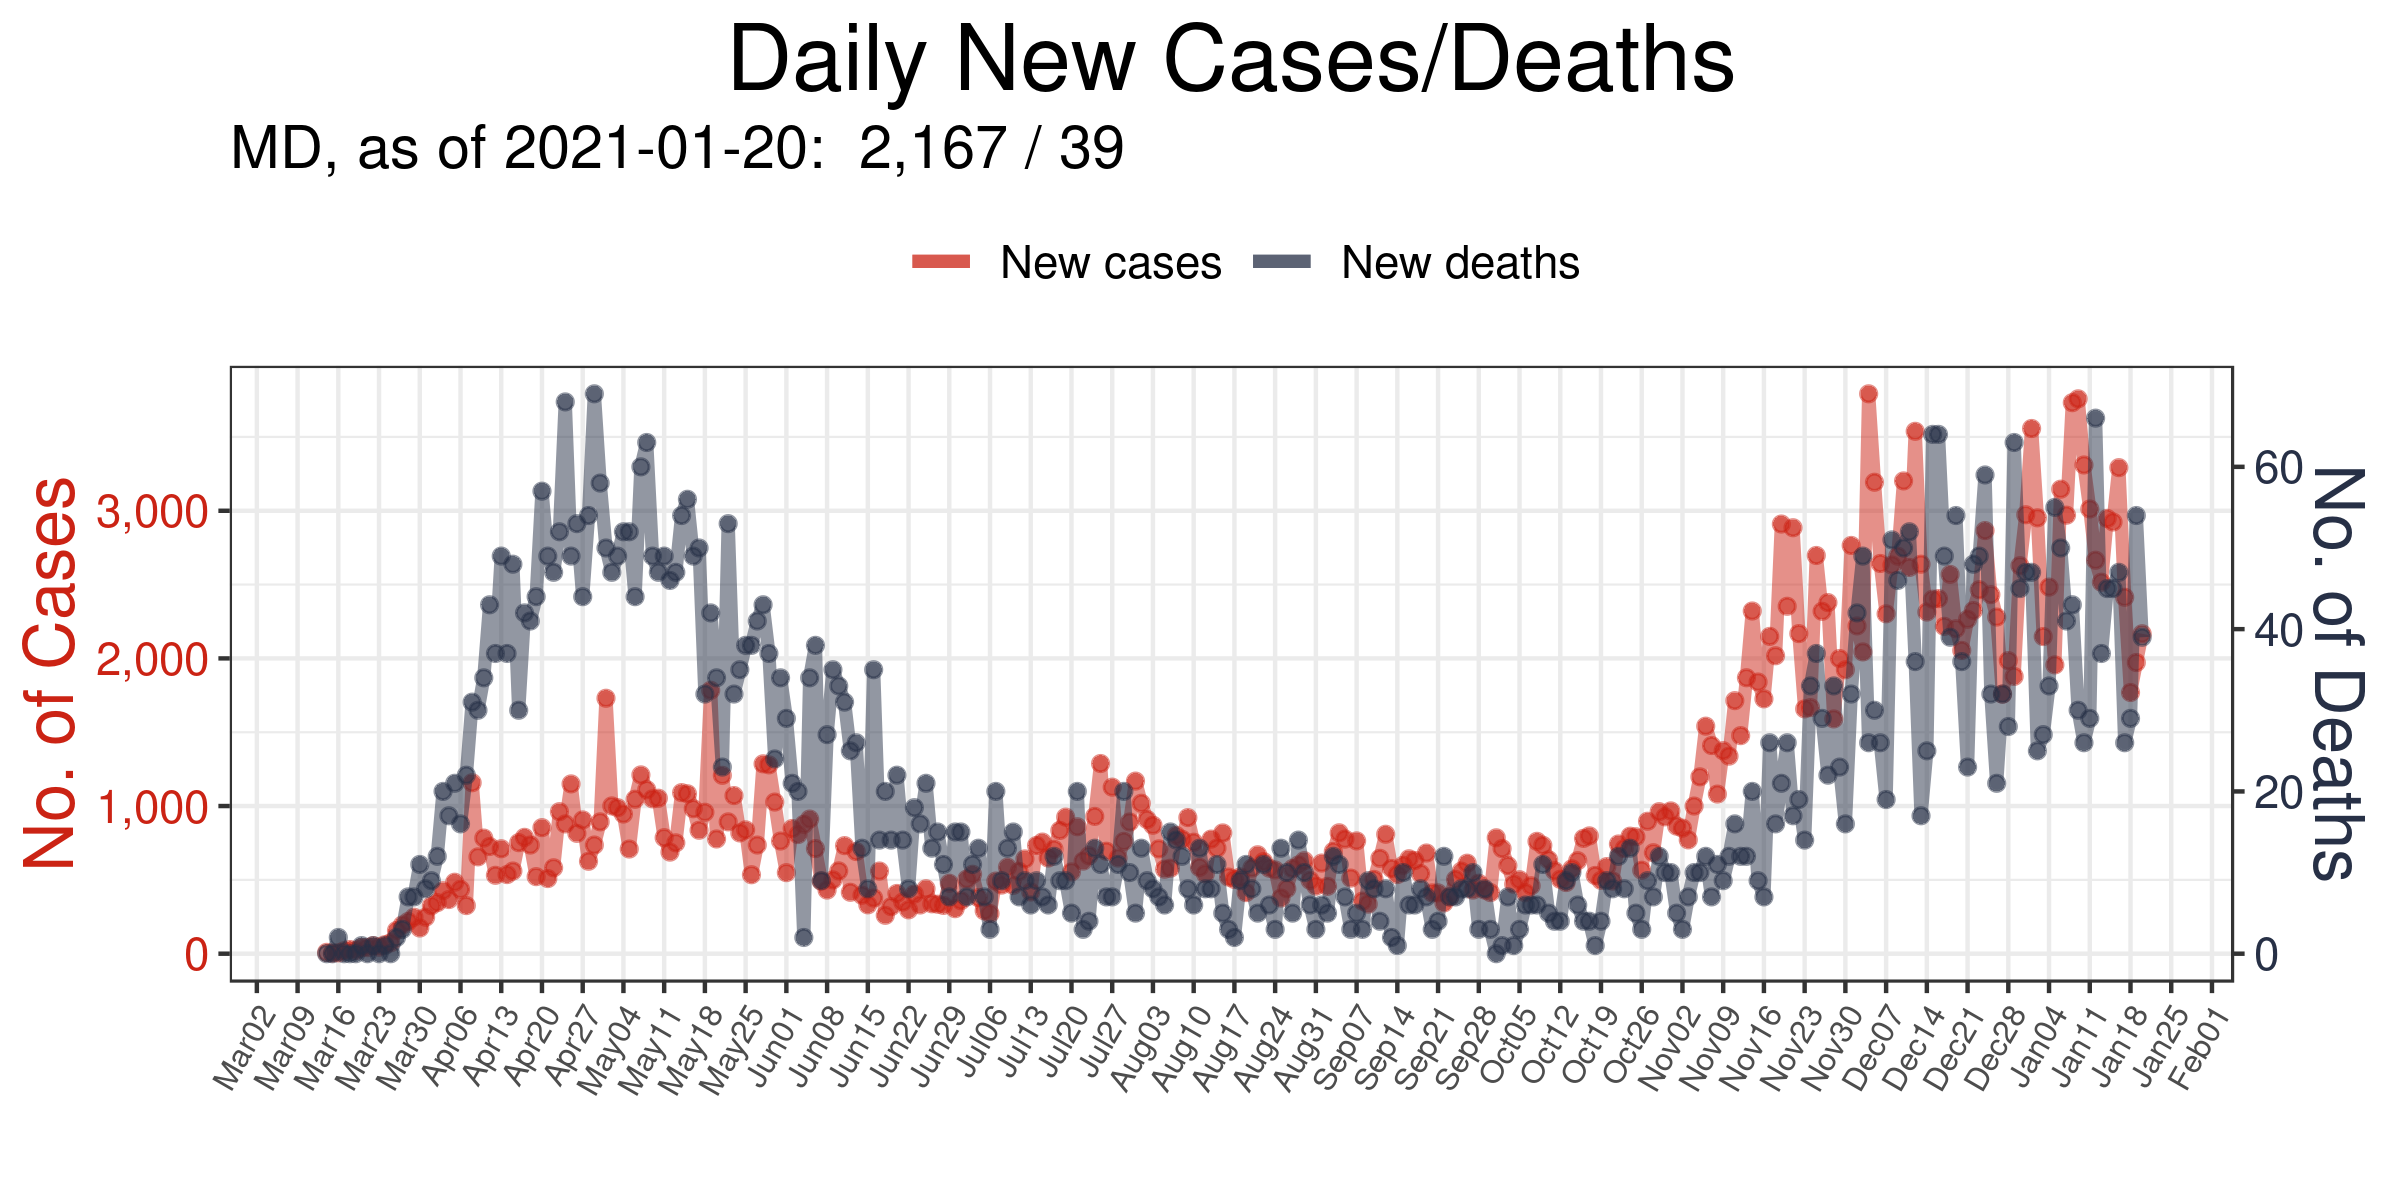 Daily New Cases/Deaths
MD, as of 2021-01-20:  2,167 / 39
New cases
New deaths
No. of Cases
3,000
2,000
1,000
0
60
40
20
0
No. of Deaths
Mar02
Mar09
Mar16
Mar23
Mar30
Apr06
Apr13
Apr20
Apr27
May04
May11
May18
May25
Jun01
Jun08
Jun15
Jun22
Jun29
Jul06
Jul13
Jul20
Jul27
Aug03
Aug10
Aug17
Aug24
Aug31
Sep07
Sep14
Sep21
Sep28
Oct05
Oct12
Oct19
Oct26
Nov02
Nov09
Nov16
Nov23
Nov30
Dec07
Dec14
Dec21
Dec28
Jan04
Jan11
Jan18
Jan25
Feb01